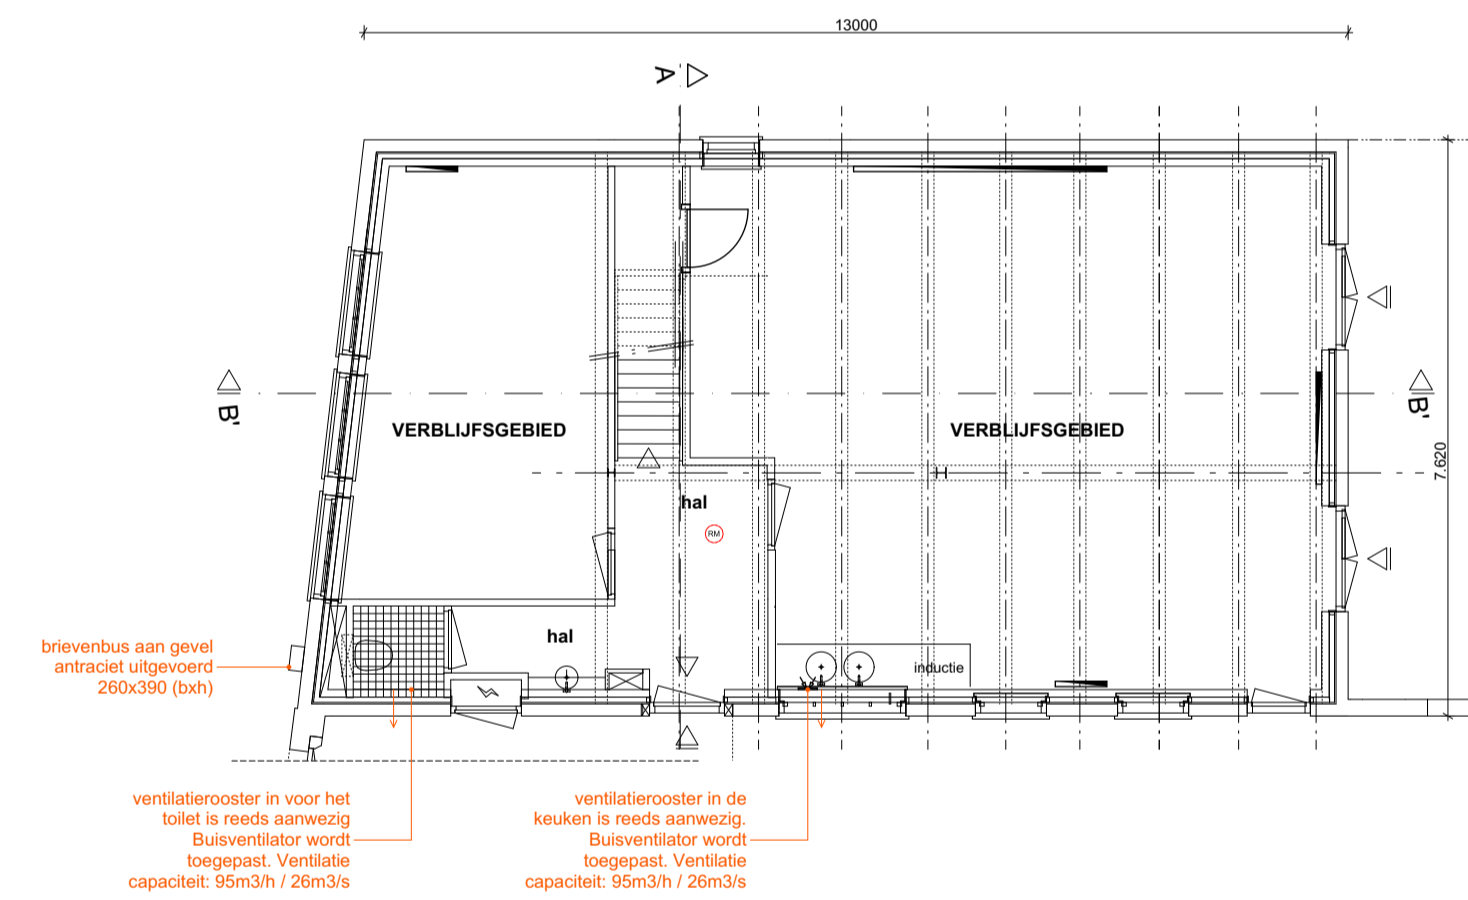 13000
A
VERBLIJFSGEBIED
VERBLIJFSGEBIED
B'
B'
7.620
hal
RM
hal
inductie
brievenbus aan gevel
antraciet uitgevoerd
260x390 (bxh)
ventilatierooster in voor het
toilet is reeds aanwezig
Buisventilator wordt
toegepast. Ventilatie
capaciteit: 95m3/h / 26m3/s
ventilatierooster in de
keuken is reeds aanwezig.
Buisventilator wordt
toegepast. Ventilatie
capaciteit: 95m3/h / 26m3/s